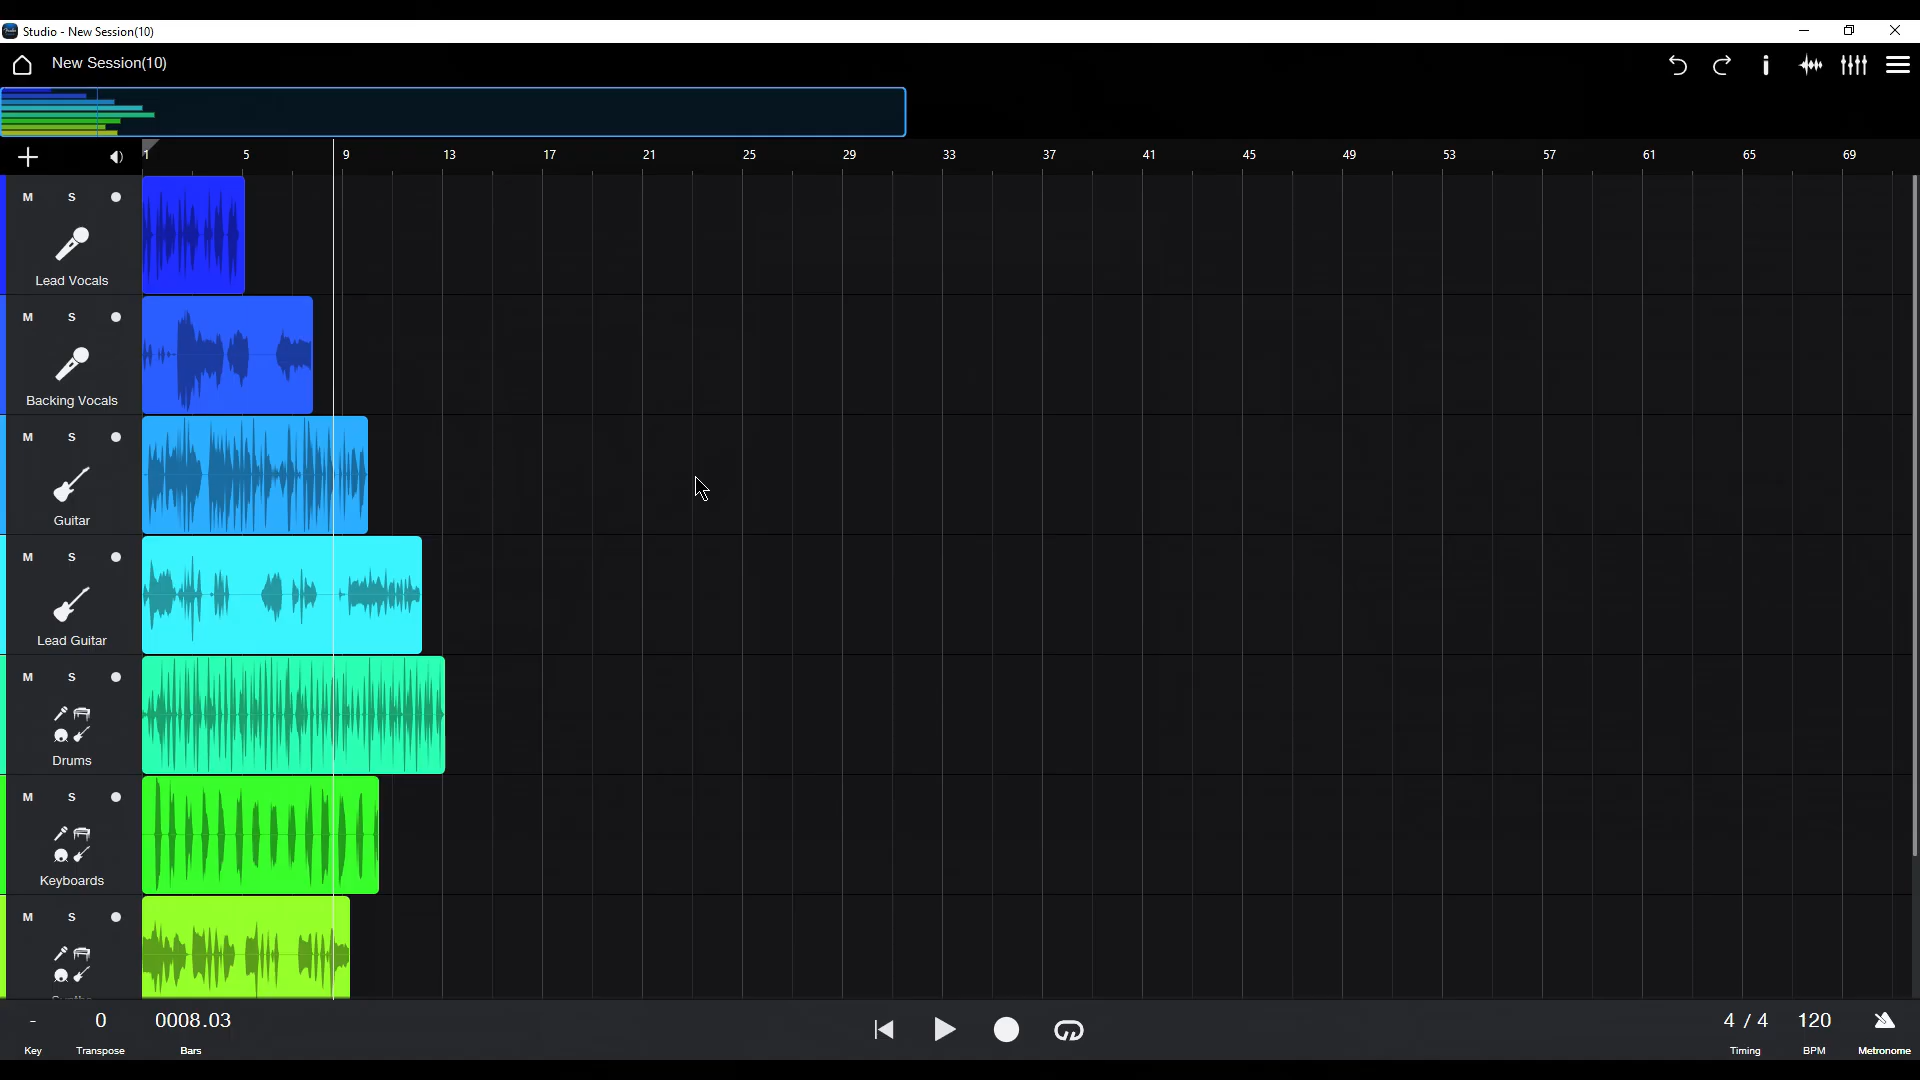 Studio - New Session(10)
New Session(10)
1 5 9 13 17 21 25 29 33 37 41 45 49 53 57 61 65 69
M S
Lead Vocals
M S
Backing Vocals
M S
Guitar
M S
Lead Guitar
M S
Drums
M S
Keyboards
M S
- 0 0008.03 4 / 4 120
Key Transpose Bars Timing BPM Metronome